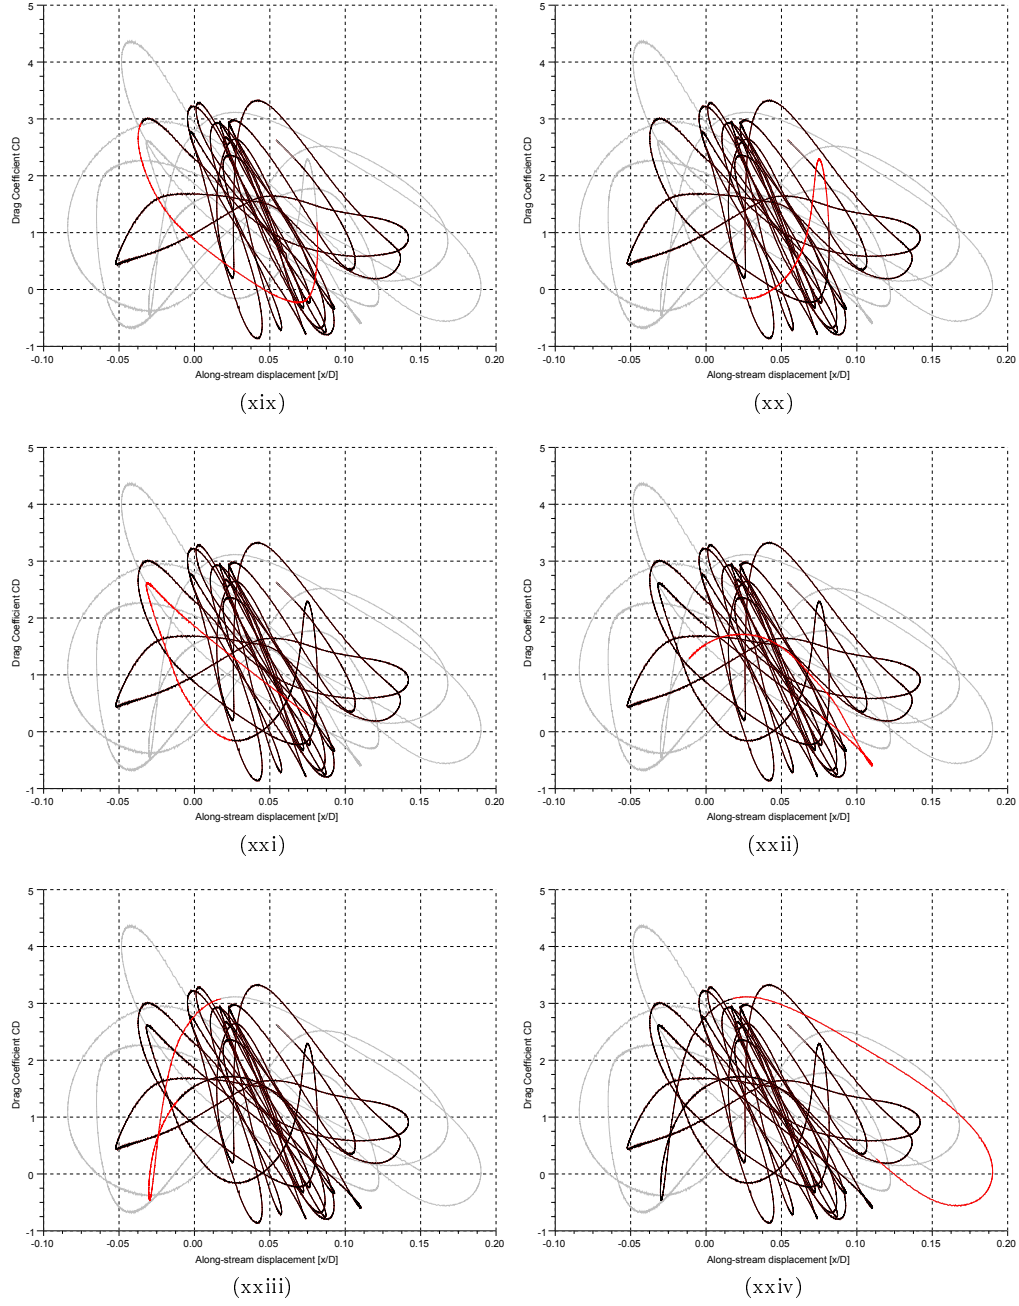 5
4
3
2
1
0
-1
Drag Coefficient CD
-0.10 -0.05 0.00 0.05 0.10 0.15 0.20
Along-stream displacement [x/D]
(xix)
5
4
3
2
1
0
-1
Drag Coefficient CD
-0.10 -0.05 0.00 0.05 0.10 0.15 0.20
Along-stream displacement [x/D]
(xx)
5
4
3
2
1
0
-1
Drag Coefficient CD
-0.10 -0.05 0.00 0.05 0.10 0.15 0.20
Along-stream displacement [x/D]
(xxi)
5
4
3
2
1
0
-1
Drag Coefficient CD
-0.10 -0.05 0.00 0.05 0.10 0.15 0.20
Along-stream displacement [x/D]
(xxii)
5
4
3
2
1
0
-1
Drag Coefficient CD
-0.10 -0.05 0.00 0.05 0.10 0.15 0.20
Along-stream displacement [x/D]
(xxiii)
5
4
3
2
1
0
-1
Drag Coefficient CD
-0.10 -0.05 0.00 0.05 0.10 0.15 0.20
Along-stream displacement [x/D]
(xxiv)